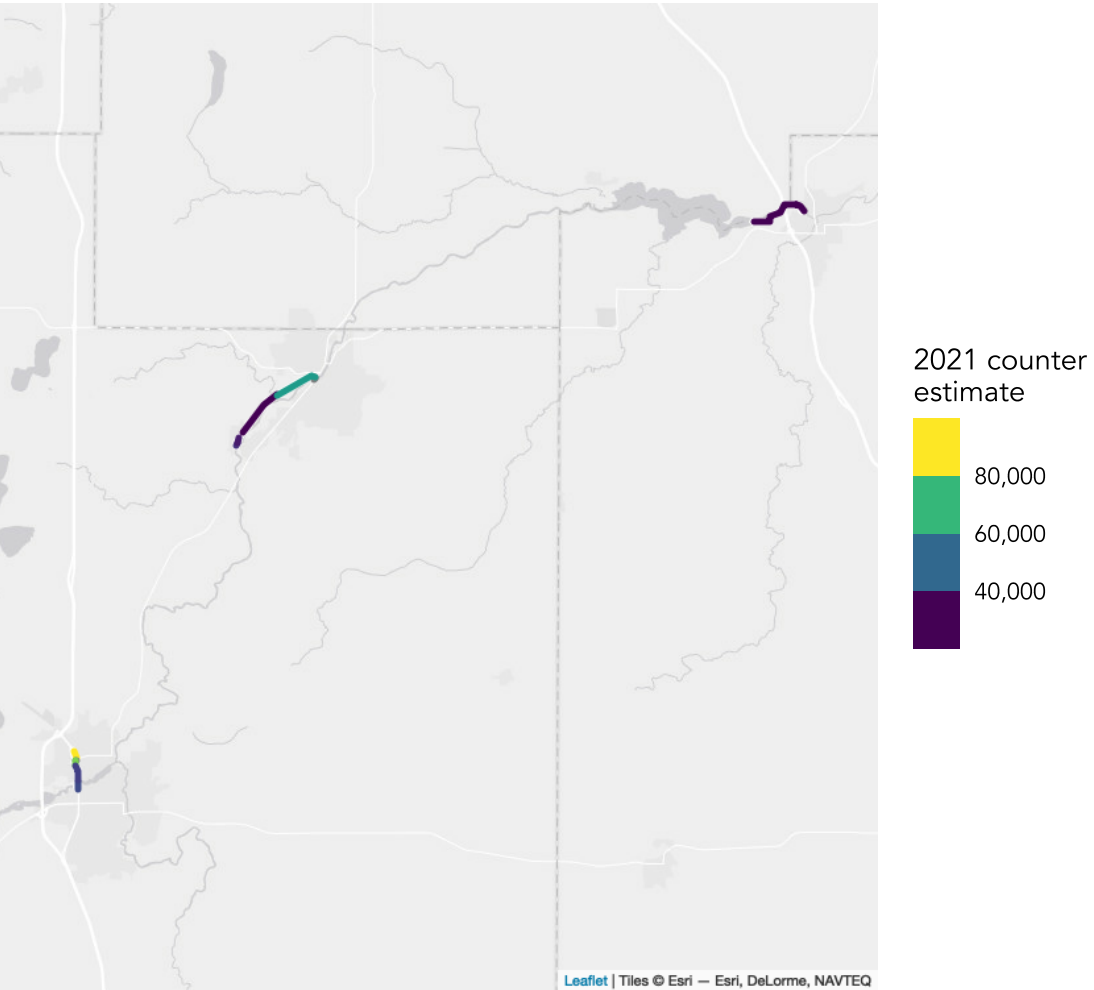 2021 counter
estimate
80,000
60,000
40,000
Leaflet | Tiles © Esri — Esri, DeLorme, NAVTEQ